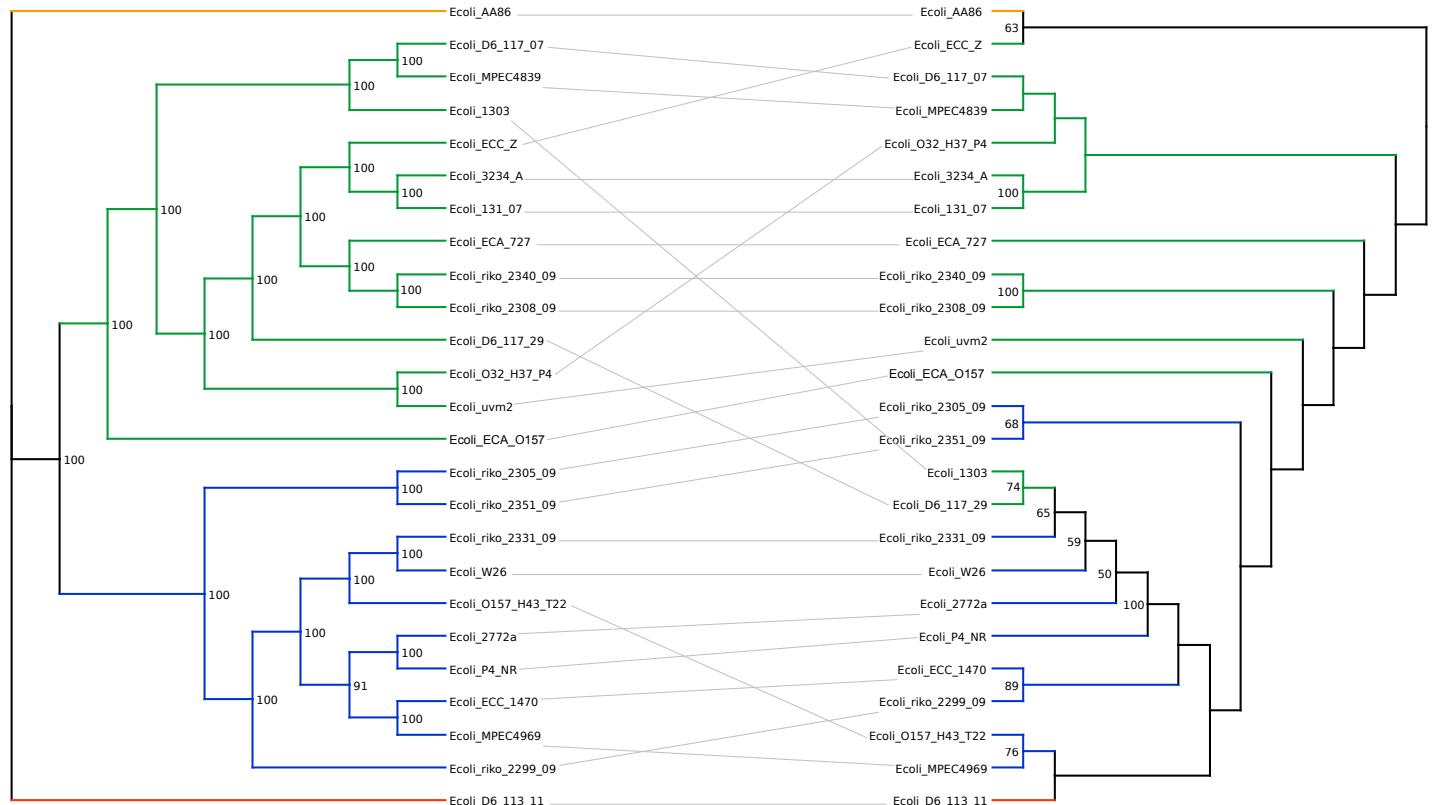 Ecoli_AA86 Ecoli_AA86
63
Ecoli_D6_117_07 Ecoli_ECC_Z
100
Ecoli_MPEC4839 Ecoli_D6_117_07
100
Ecoli_1303 Ecoli_MPEC4839
Ecoli_ECC_Z Ecoli_O32_H37_P4
100
Ecoli_3234_A Ecoli_3234_A
100 100
Ecoli_131_07 Ecoli_131_07
100 100
Ecoli_ECA_727 Ecoli_ECA_727
100
Ecoli_riko_2340_09 Ecoli_riko_2340_09
100 100 100
Ecoli_riko_2308_09 Ecoli_riko_2308_09
100
100
Ecoli_D6_117_29 Ecoli_uvm2
Ecoli_O32_H37_P4 Ecoli_ECA_O157
100
Ecoli_uvm2 Ecoli_riko_2305_09
68
Ecoli_ECA_O157 Ecoli_riko_2351_09
100
Ecoli_riko_2305_09 Ecoli_1303
100 74
Ecoli_riko_2351_09 Ecoli_D6_117_29
65
Ecoli_riko_2331_09 Ecoli_riko_2331_09
100 59
Ecoli_W26 Ecoli_W26
100 50
100
Ecoli_O157_H43_T22 Ecoli_2772a
100
100
Ecoli_2772a Ecoli_P4_NR
100
Ecoli_P4_NR Ecoli_ECC_1470
91 89
100
Ecoli_ECC_1470 Ecoli_riko_2299_09
100
Ecoli_MPEC4969 Ecoli_O157_H43_T22
76
Ecoli_riko_2299_09 Ecoli_MPEC4969
Ecoli_D6_113_11 Ecoli_D6_113_11